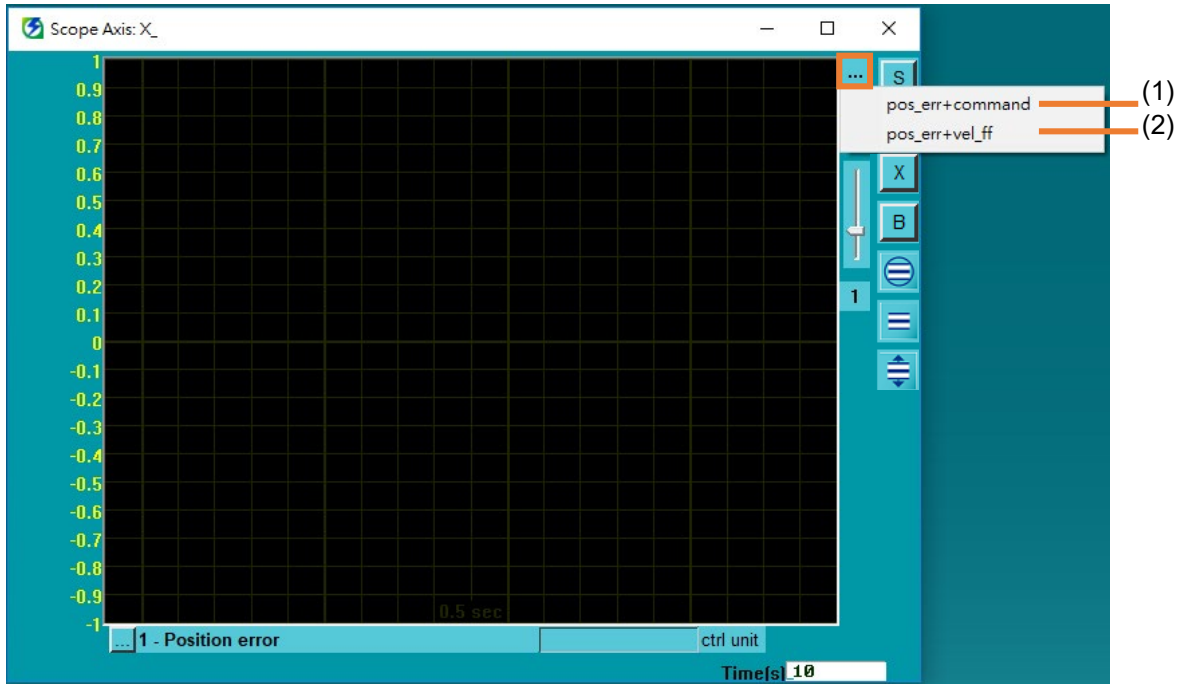 Scope Axis: X_
1
0.9
0.8
0.7
0.6
0.5
0.4
0.3
0.2
0.1
0
-0.1
-0.2
-0.3
-0.4
-0.5
-0.6
-0.7
-0.8
-0.9
-1
...
S
pos_err+command
(1)
pos_err+vel_ff
(2)
X
B
1
0.5 sec
... 1 - Position error
ctrl unit
Time(s) 10